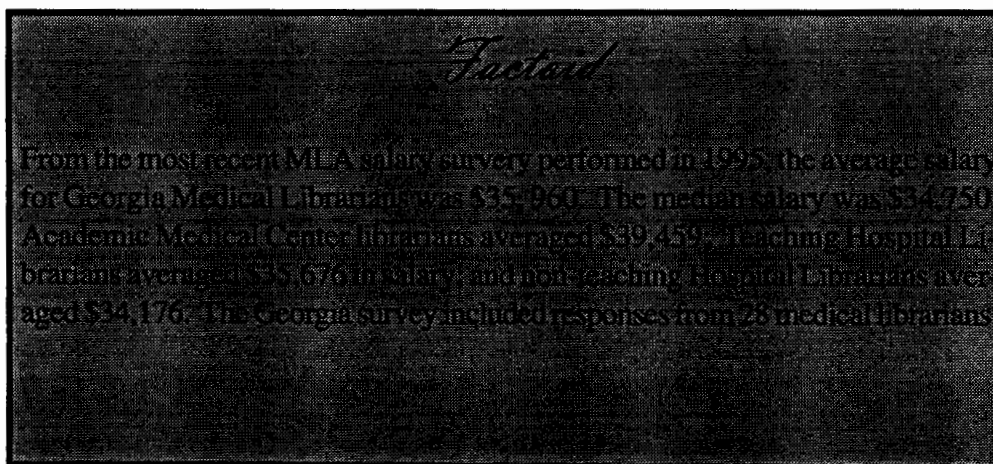 Factoid
From the most recent MLA salary survery performed in 1995, the average salary
for Georgia Medical Librarians was $35, 960. The median salary was $34,750
Academic Medical Center librarians averaged $39,459. Teaching Hospital Li-
brarians averaged $35,676 in salary, and non-teaching Hospital Librarians aver-
aged $34,176. The Georgia survey included responses from 28 medical librarians